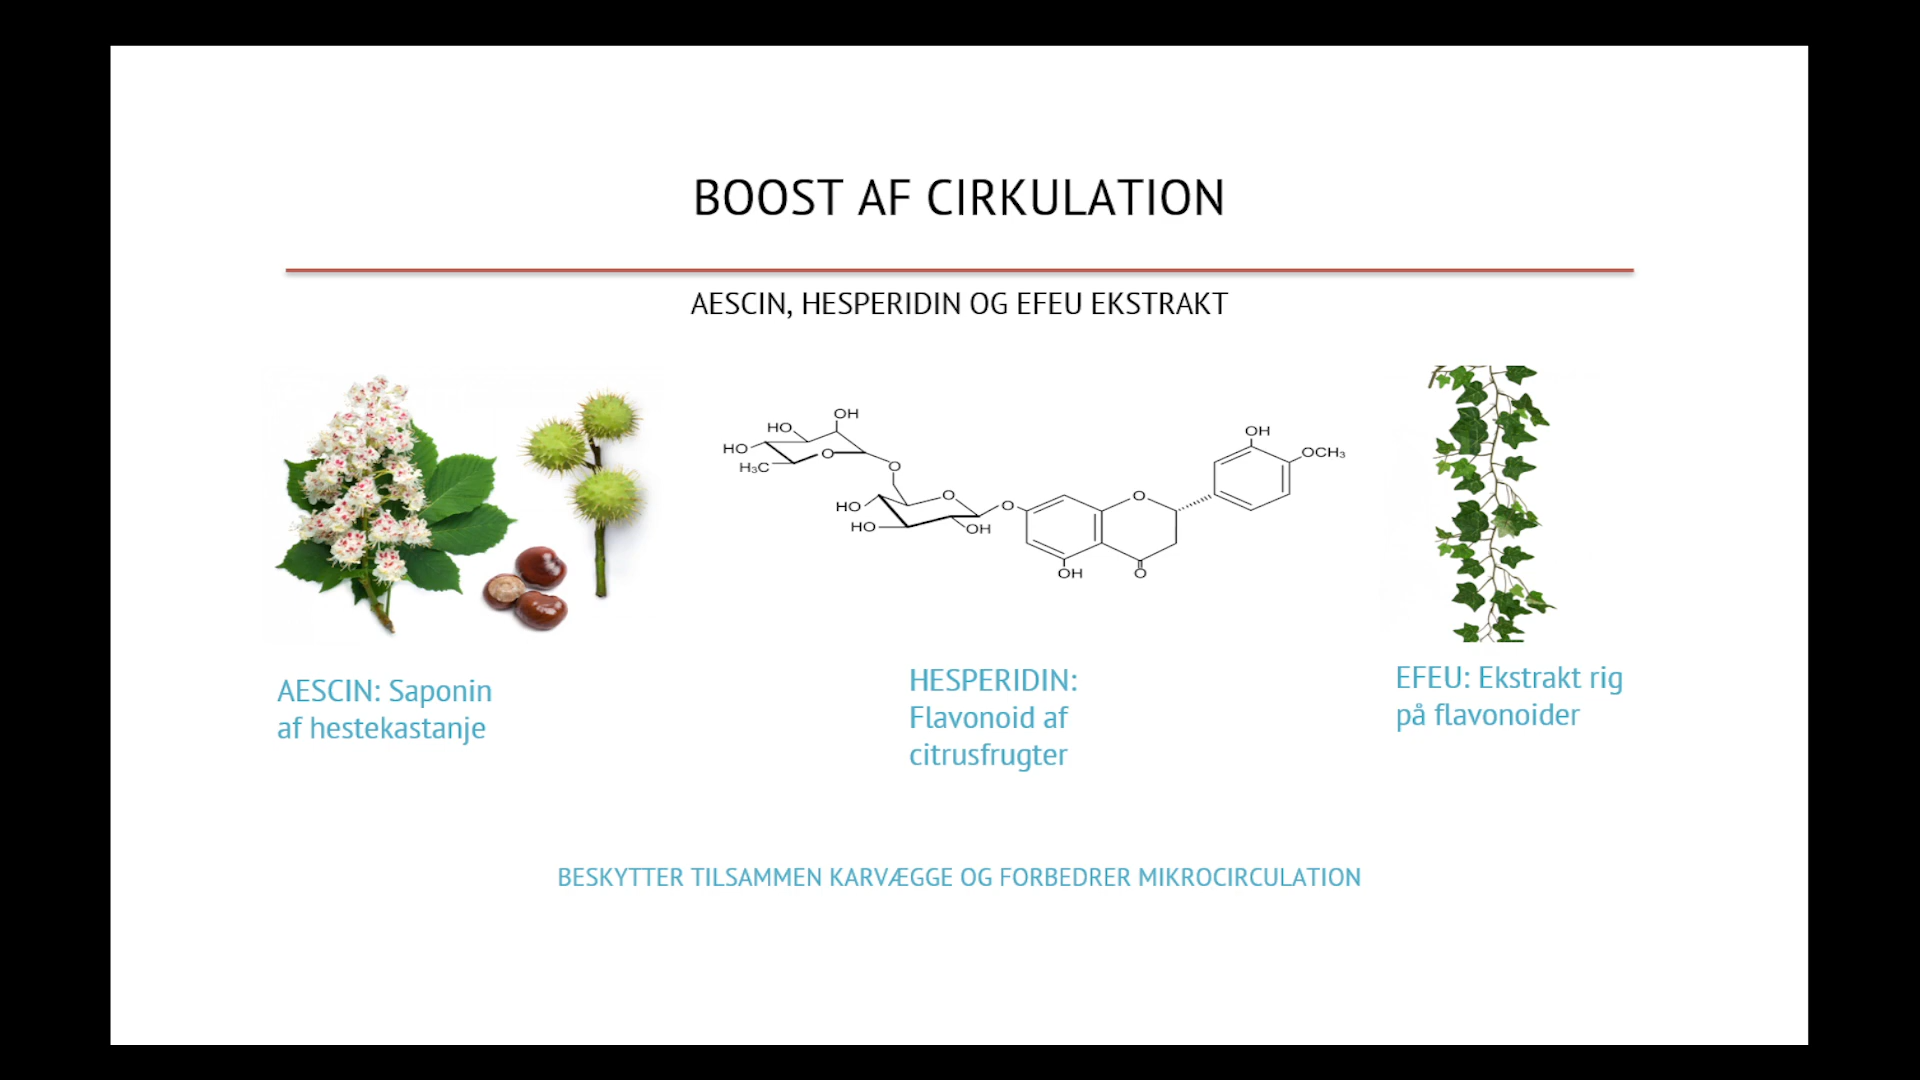 BOOST AF CIRKULATION
AESCIN, HESPERIDIN OG EFEU EKSTRAKT
OH
HO
HO
O
H₃C
O
HO
O
HO
OH
O
O
OH
O
OH
OCH₃
AESCIN: Saponin
af hestekastanje
HESPERIDIN:
Flavonoid af
citrusfrugter
EFEU: Ekstrakt rig
på flavonoider
BESKYTTER TILSAMMEN KARVÆGGE OG FORBEDRER MIKROCIRCULATION